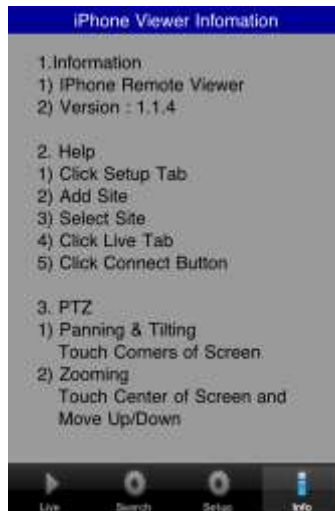 iPhone Viewer Infomation
1.Information
1) IPhone Remote Viewer
2) Version : 1.1.4
2. Help
1) Click Setup Tab
2) Add Site
3) Select Site
4) Click Live Tab
5) Click Connect Button
3. PTZ
1) Panning & Tilting
Touch Corners of Screen
2) Zooming
Touch Center of Screen and
Move Up/Down
Live Search Setup Info